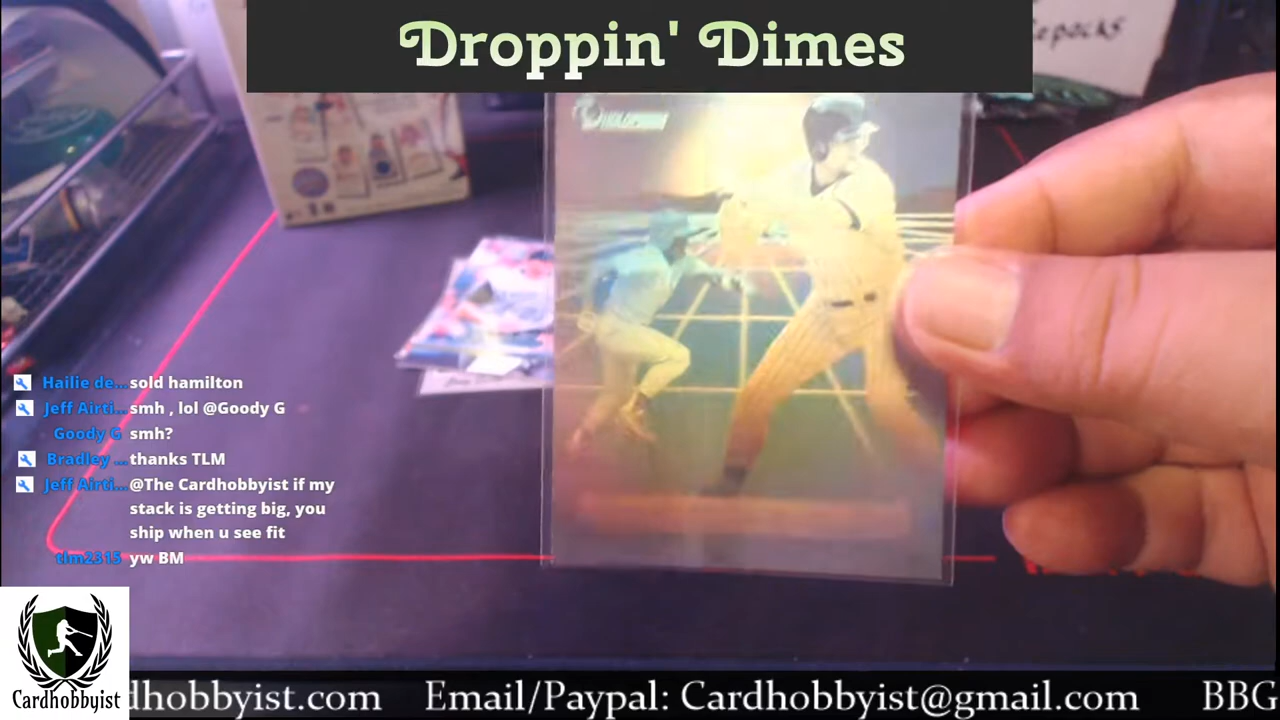 Droppin' Dimes
epacks
Hailie de... sold hamilton
Jeff Airti... smh , lol @Goody G
Goody G smh?
Bradley ... thanks TLM
Jeff Airti... @The Cardhobbyist if my
stack is getting big, you
ship when u see fit
tlm2315 yw BM
Cardhobbyist
dhobbyist.com Email/Paypal: Cardhobbyist@gmail.com BBG